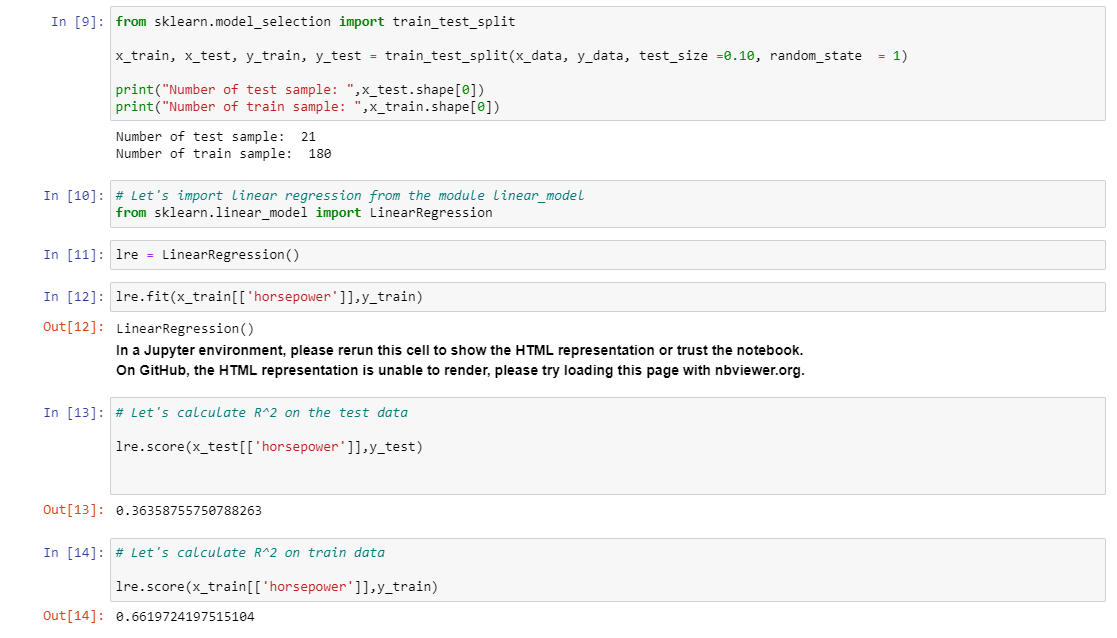 In [9]: from sklearn.model_selection import train_test_split
x_train, x_test, y_train, y_test = train_test_split(x_data, y_data, test_size =0.10, random_state  = 1)
print("Number of test sample: ",x_test.shape[0])
print("Number of train sample: ",x_train.shape[0])
Number of test sample:  21
Number of train sample:  180
In [10]: # Let's import linear regression from the module linear_model
from sklearn.linear_model import LinearRegression
In [11]: lre = LinearRegression()
In [12]: lre.fit(x_train[['horsepower']],y_train)
Out[12]: LinearRegression()
In a Jupyter environment, please rerun this cell to show the HTML representation or trust the notebook.
On GitHub, the HTML representation is unable to render, please try loading this page with nbviewer.org.
In [13]: # Let's calculate R^2 on the test data
lre.score(x_test[['horsepower']],y_test)
Out[13]: 0.36358755750788263
In [14]: # Let's calculate R^2 on train data
lre.score(x_train[['horsepower']],y_train)
Out[14]: 0.6619724197515104